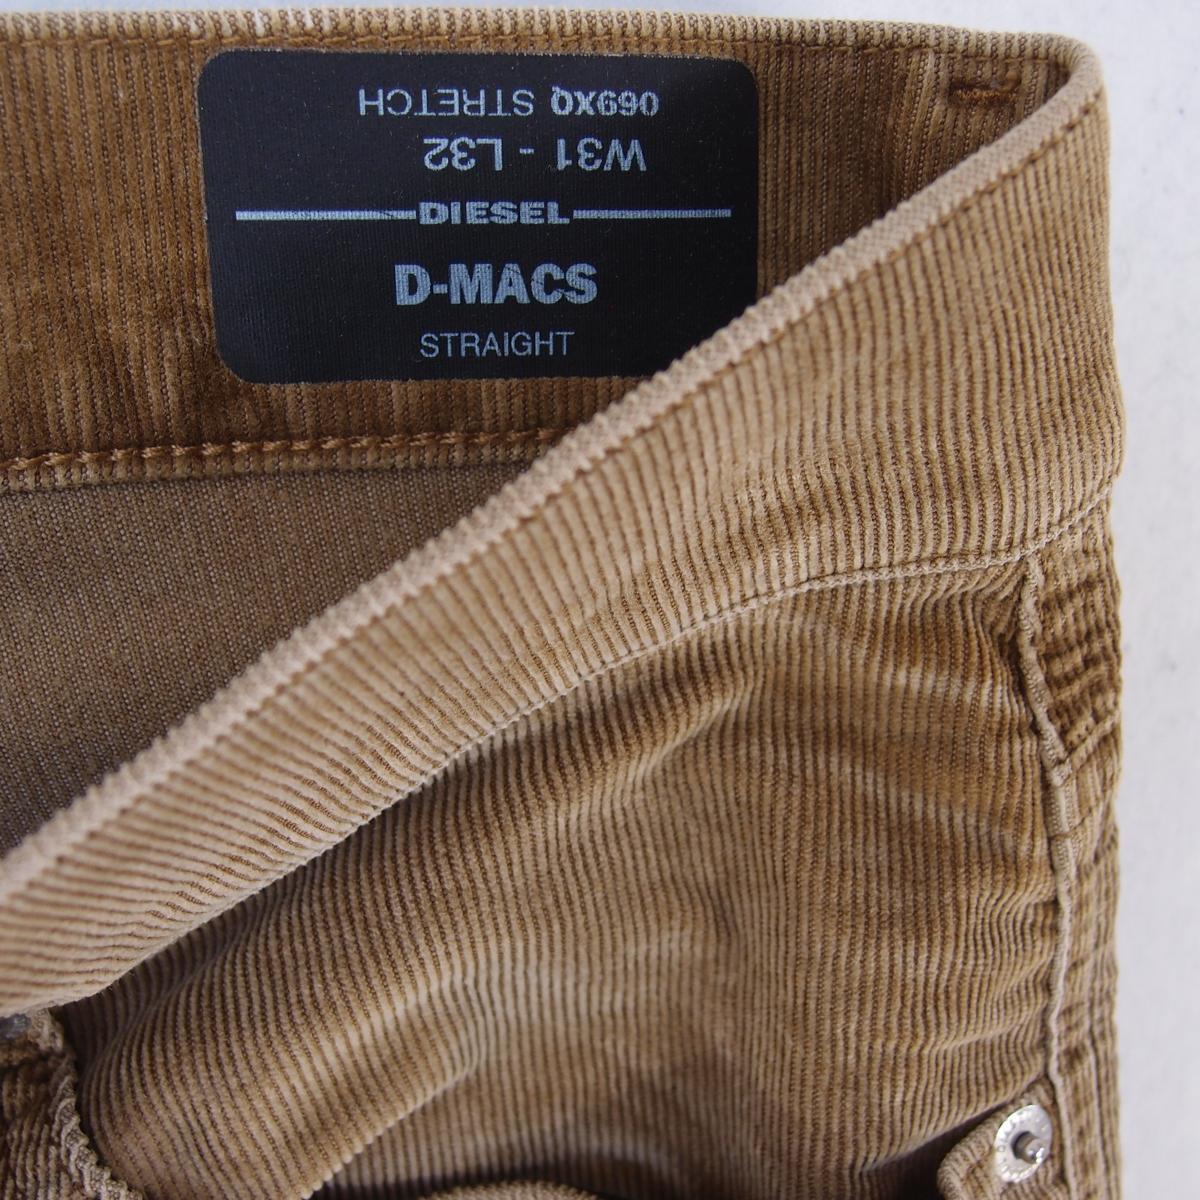 069XQ STRETCH
W31 - L32
DIESEL
D-MACS
STRAIGHT